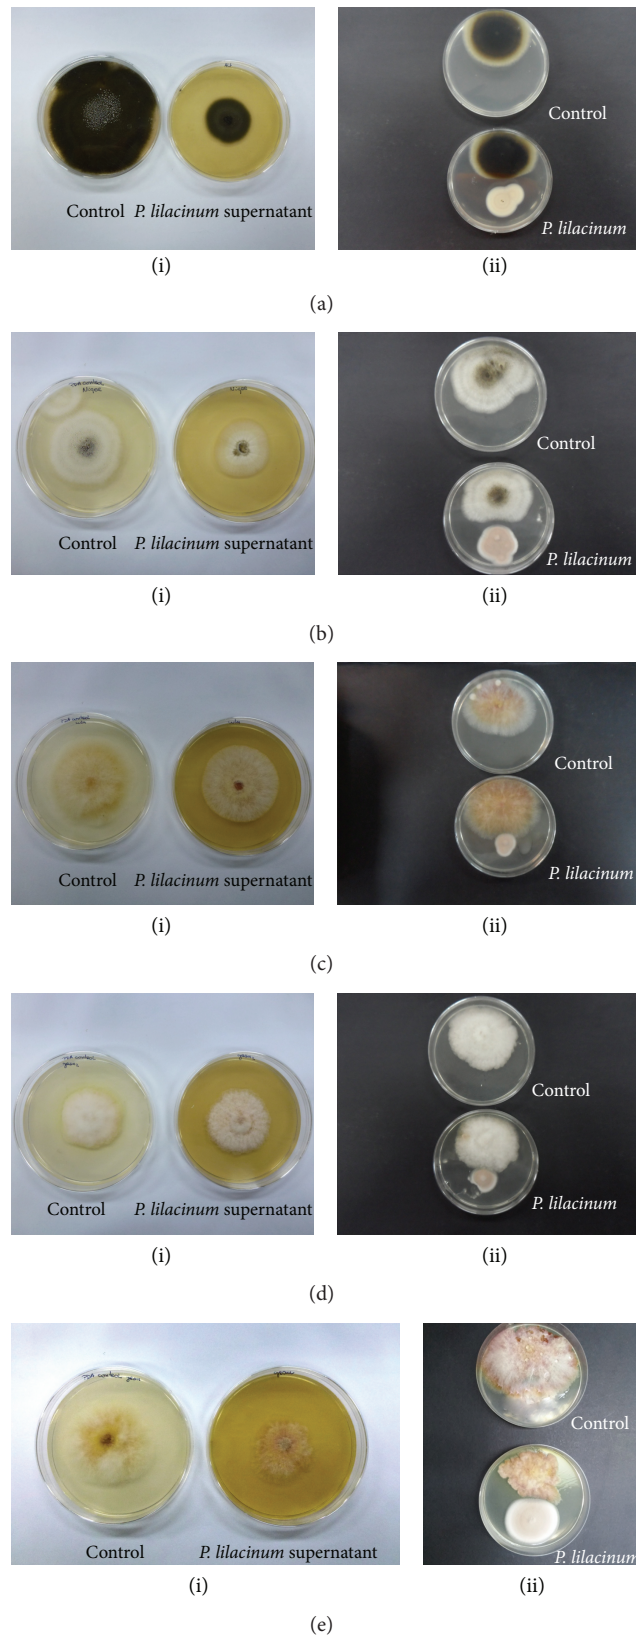 Control P. lilacinum supernatant
Control
P. lilacinum
(i)
(ii)
(a)
Control P. lilacinum supernatant
Control
P. lilacinum
(i)
(ii)
(b)
Control P. lilacinum supernatant
Control
P. lilacinum
(i)
(ii)
(c)
Control P. lilacinum supernatant
Control
P. lilacinum
(i)
(ii)
(d)
Control P. lilacinum supernatant
Control
P. lilacinum
(i)
(ii)
(e)